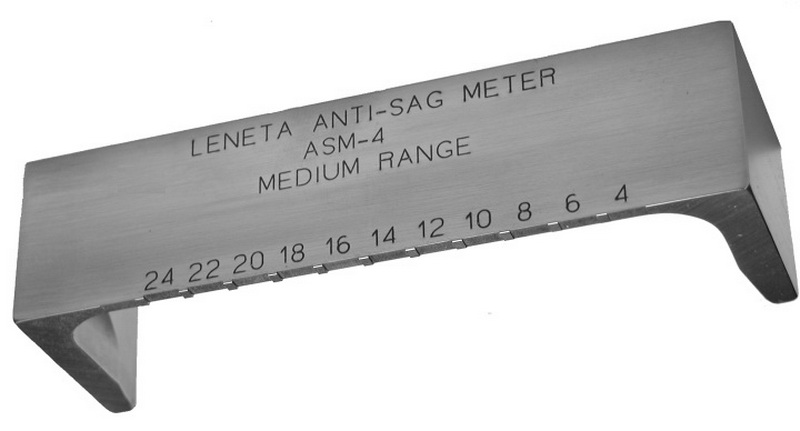 LENETA ANTI-SAG METER
ASM-4
MEDIUM RANGE
24 22 20 18 16 14 12 10 8 6 4